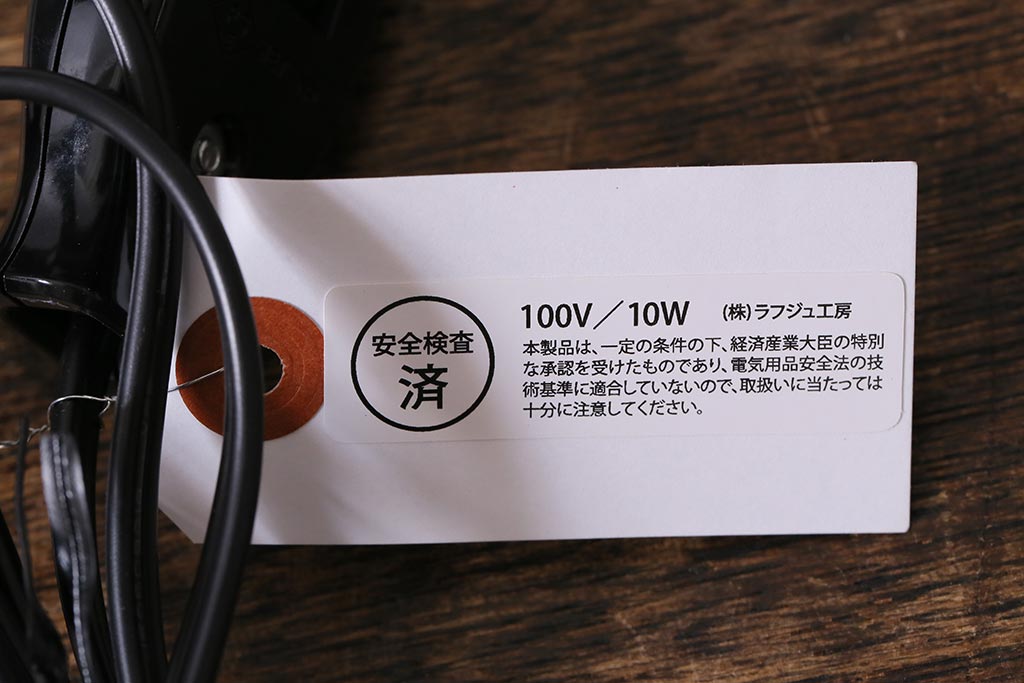 安全検査
済
100V／10W (株)ラフジュ工房
本製品は、一定の条件の下、経済産業大臣の特別
な承認を受けたものであり、電気用品安全法の技
術基準に適合していないので、取扱いに当たっては
十分に注意してください。